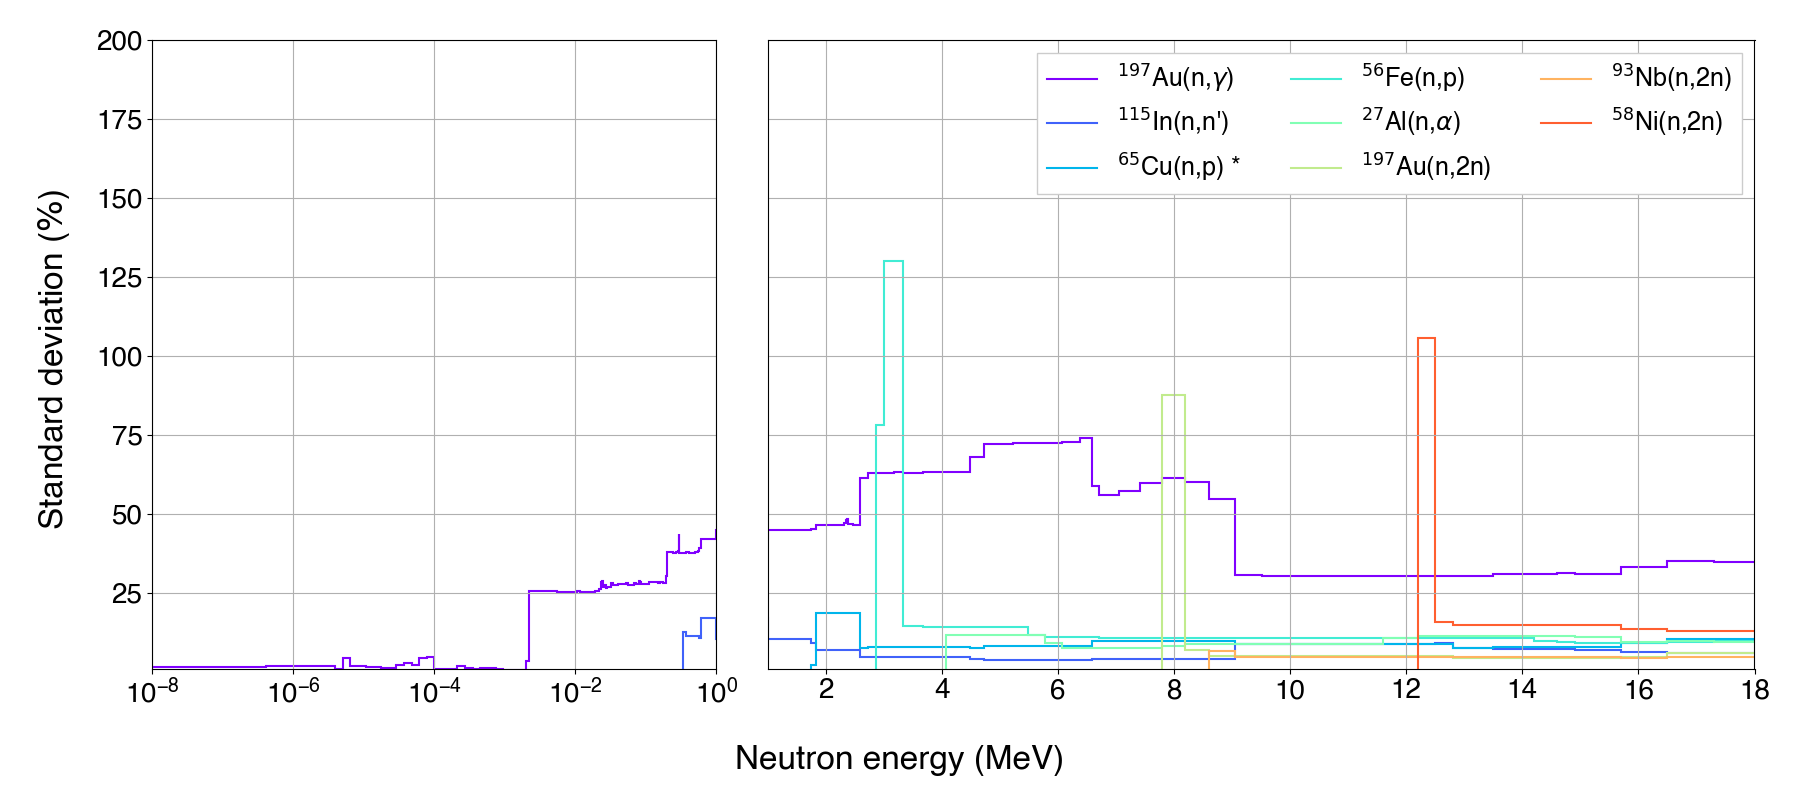 Standard deviation (%)
200
175
150
125
100
75
50
25
10⁻⁸ 10⁻⁶ 10⁻⁴ 10⁻² 10⁰
2 4 6 8 10 12 14 16 18
¹⁹⁷Au(n,γ)
¹¹⁵In(n,n')
⁶⁵Cu(n,p) *
⁵⁶Fe(n,p)
²⁷Al(n,α)
¹⁹⁷Au(n,2n)
⁹³Nb(n,2n)
⁵⁸Ni(n,2n)
Neutron energy (MeV)